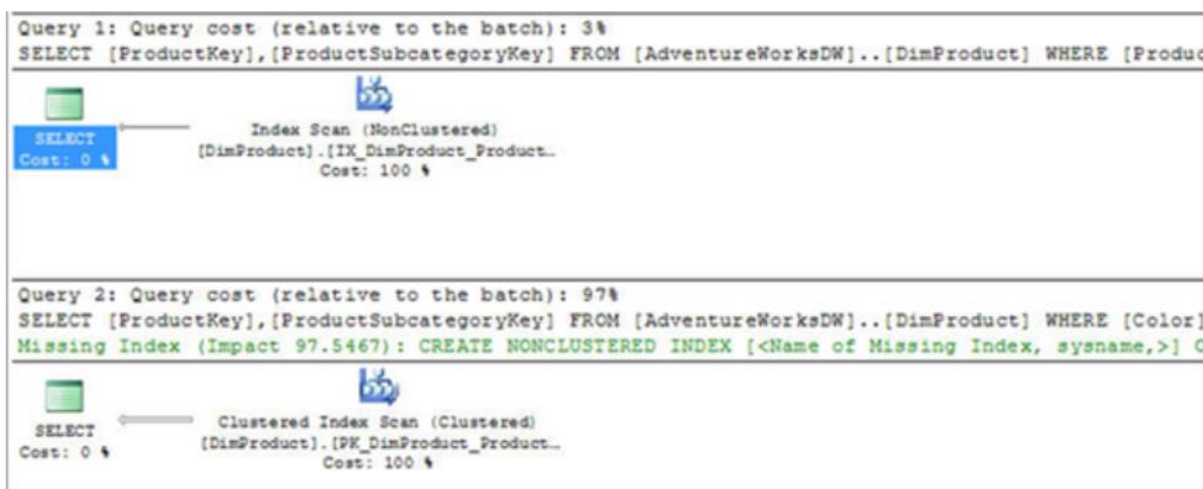 Query 1: Query cost (relative to the batch): 3%
SELECT [ProductKey],[ProductSubcategoryKey] FROM [AdventureWorksDW]..[DimProduct] WHERE [Produc
SELECT
Cost: 0 %
Index Scan (NonClustered)
[DimProduct].[IX_DimProduct_Product…
Cost: 100 %
Query 2: Query cost (relative to the batch): 97%
SELECT [ProductKey],[ProductSubcategoryKey] FROM [AdventureWorksDW]..[DimProduct] WHERE [Color]
Missing Index (Impact 97.5467): CREATE NONCLUSTERED INDEX [<Name of Missing Index, sysname,>] O
SELECT
Cost: 0 %
Clustered Index Scan (Clustered)
[DimProduct].[PK_DimProduct_Product…
Cost: 100 %